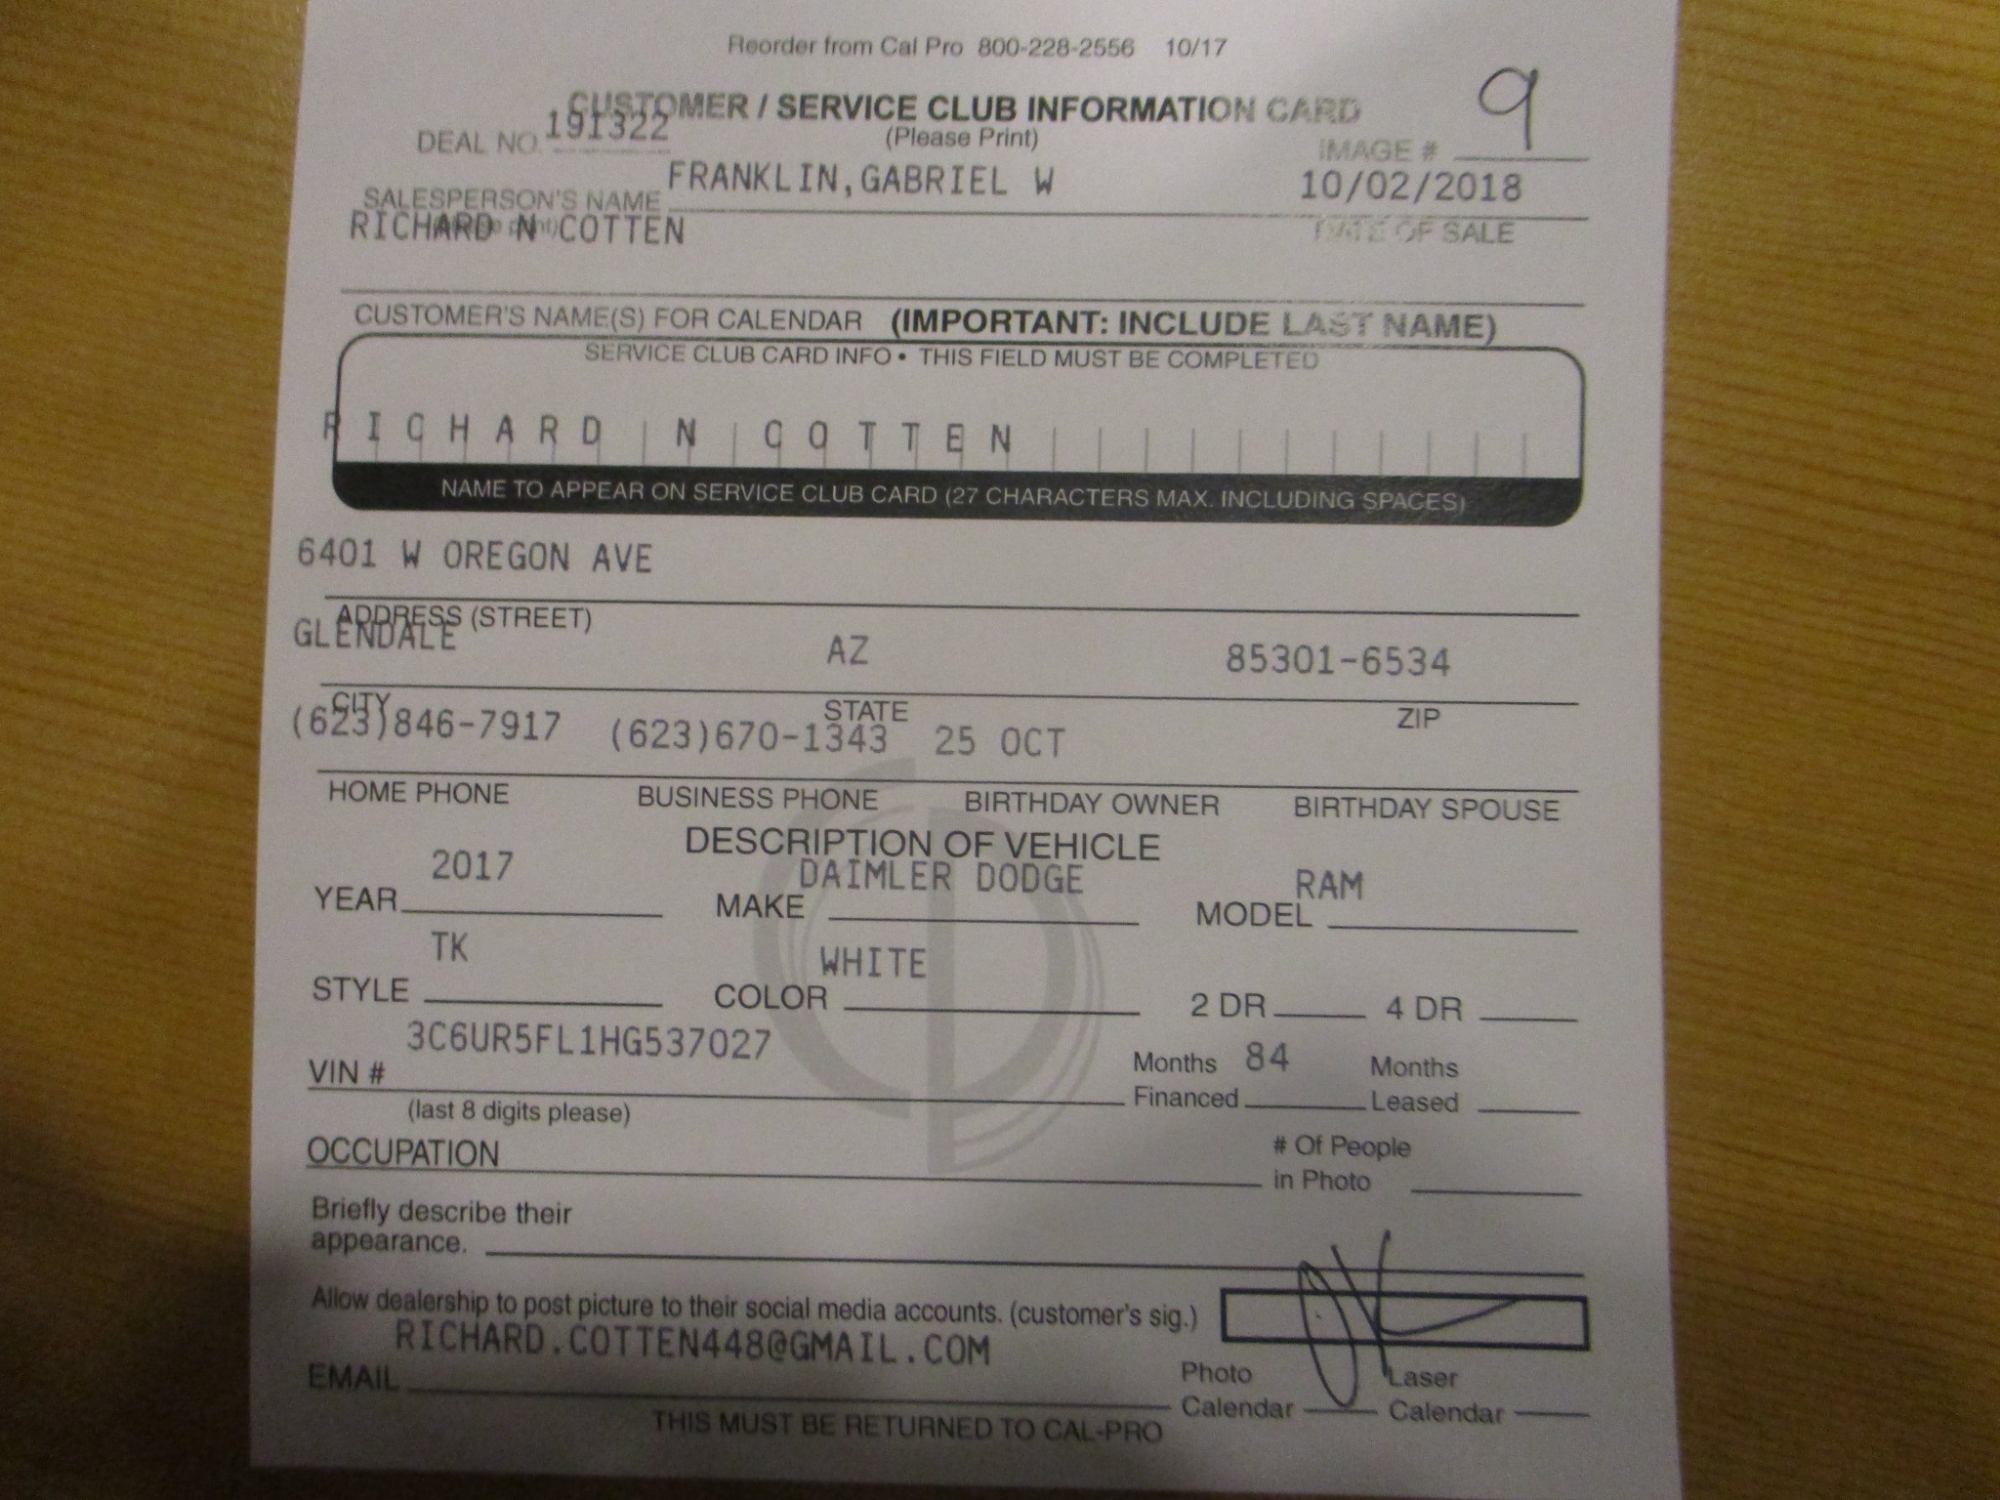 Reorder from Cal Pro 800-228-2556 10/17
CUSTOMER / SERVICE CLUB INFORMATION CARD
DEAL NO. 191322 (Please Print) IMAGE # 9
SALESPERSON'S NAME FRANKLIN,GABRIEL W 10/02/2018
RICHARD N COTTEN DATE OF SALE
CUSTOMER'S NAME(S) FOR CALENDAR (IMPORTANT: INCLUDE LAST NAME)
SERVICE CLUB CARD INFO • THIS FIELD MUST BE COMPLETED
RICHARD N COTTEN
NAME TO APPEAR ON SERVICE CLUB CARD (27 CHARACTERS MAX. INCLUDING SPACES)
6401 W OREGON AVE
ADDRESS (STREET)
GLENDALE AZ 85301-6534
CITY STATE ZIP
(623)846-7917 (623)670-1343 25 OCT
HOME PHONE BUSINESS PHONE BIRTHDAY OWNER BIRTHDAY SPOUSE
DESCRIPTION OF VEHICLE
YEAR 2017 MAKE DAIMLER DODGE MODEL RAM
STYLE TK COLOR WHITE 2 DR 4 DR
VIN # 3C6UR5FL1HG537027 Months Financed 84 Months Leased
(last 8 digits please)
OCCUPATION # Of People in Photo
Briefly describe their
appearance.
Allow dealership to post picture to their social media accounts. (customer's sig.)
EMAIL RICHARD.COTTEN448@GMAIL.COM
Photo Calendar Laser Calendar
THIS MUST BE RETURNED TO CAL-PRO